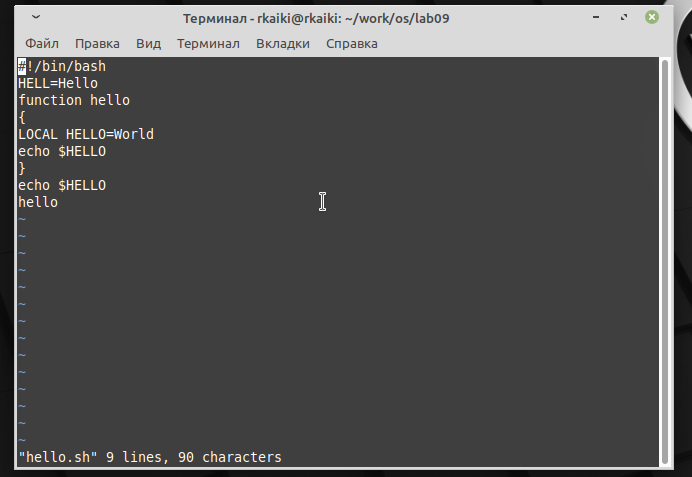 Терминал - rkaiki@rkaiki: ~/work/os/lab09
Файл Правка Вид Терминал Вкладки Справка
#!/bin/bash
HELL=Hello
function hello
{
LOCAL HELLO=World
echo $HELLO
}
echo $HELLO
hello
~
~
~
~
~
~
~
~
~
~
~
~
~
~
"hello.sh" 9 lines, 90 characters